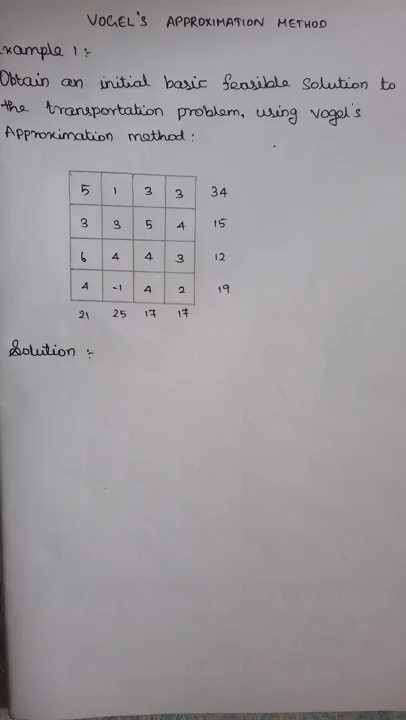 VOGEL'S APPROXIMATION METHOD
Example 1 :-
Obtain an initial basic feasible solution to
the transportation problem, using Vogel's
Approximation method :
5 1 3 3 34
3 3 5 4 15
6 4 4 3 12
4 -1 4 2 19
21 25 17 17
Solution :-